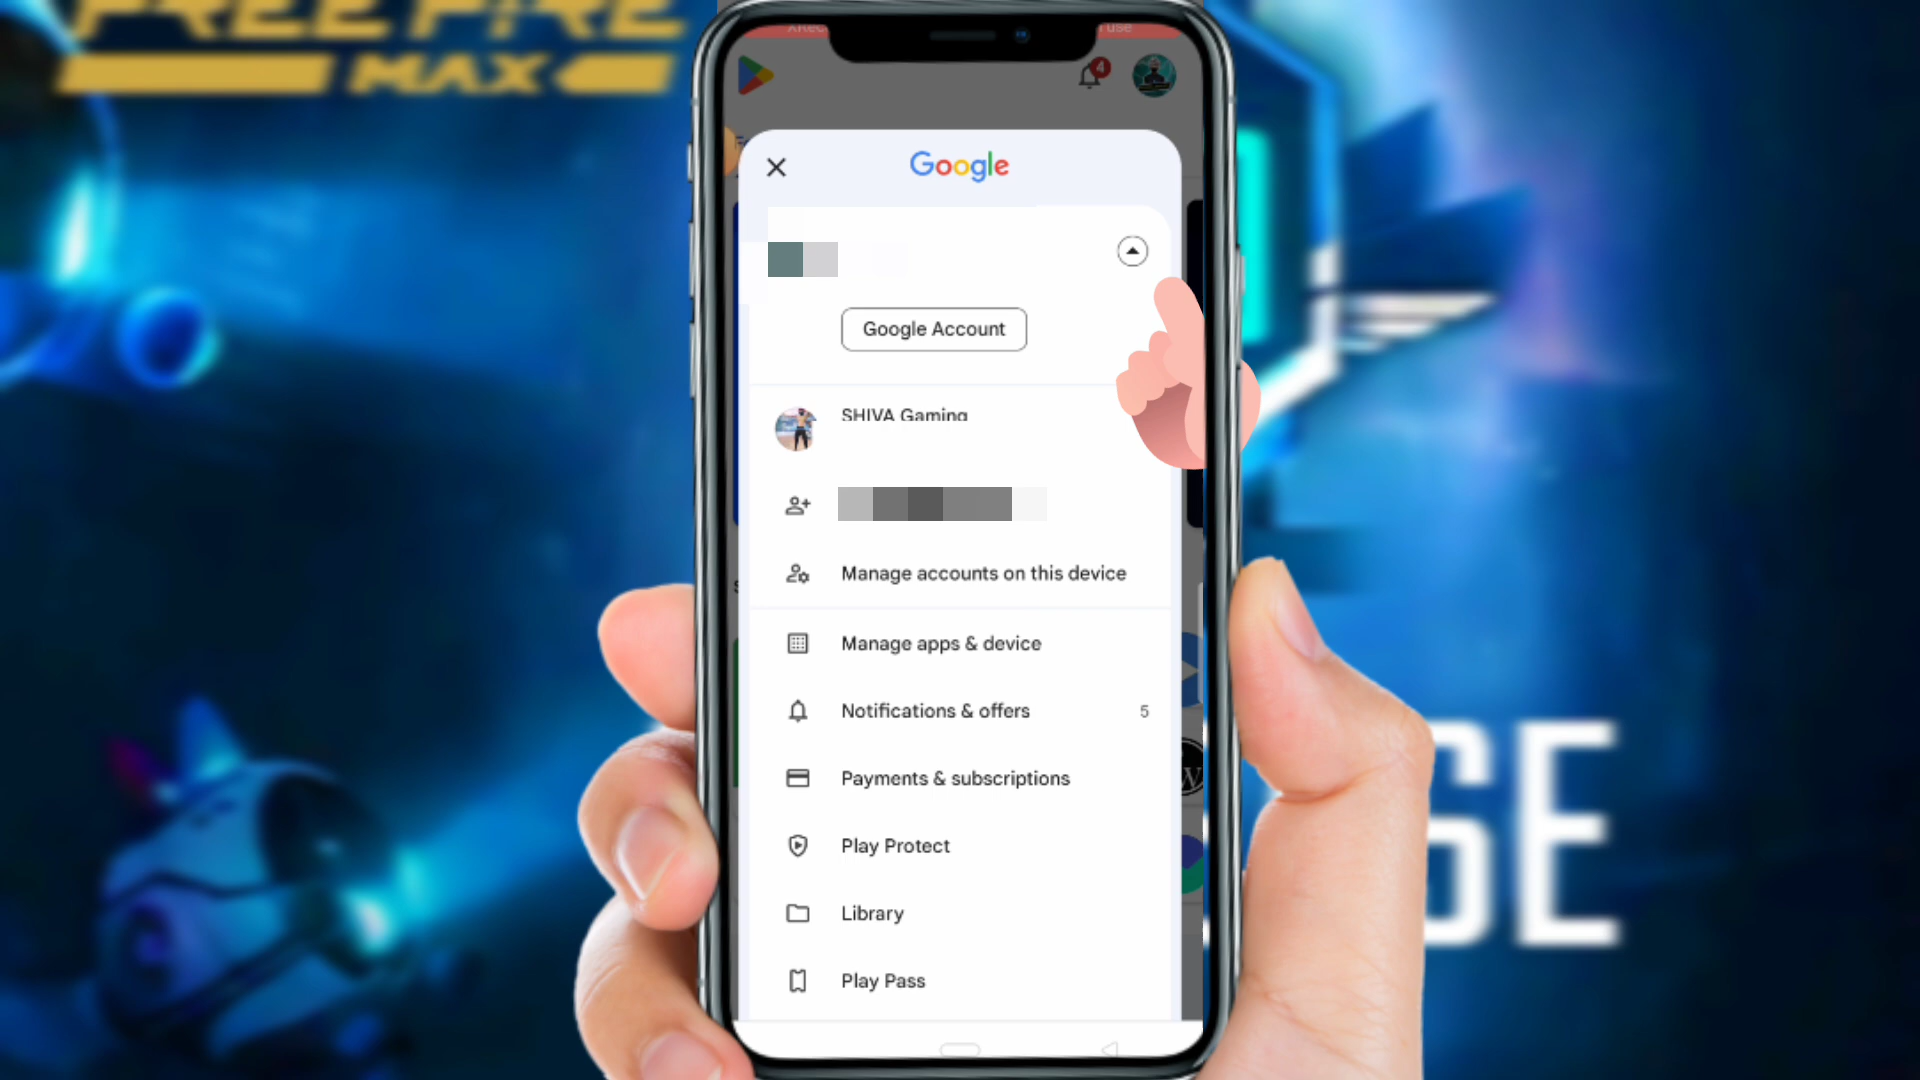 FREE FIRE
MAX
4
Google
Google Account
SHIVA Gaming
Manage accounts on this device
Manage apps & device
Notifications & offers
5
Payments & subscriptions
Play Protect
Library
Play Pass